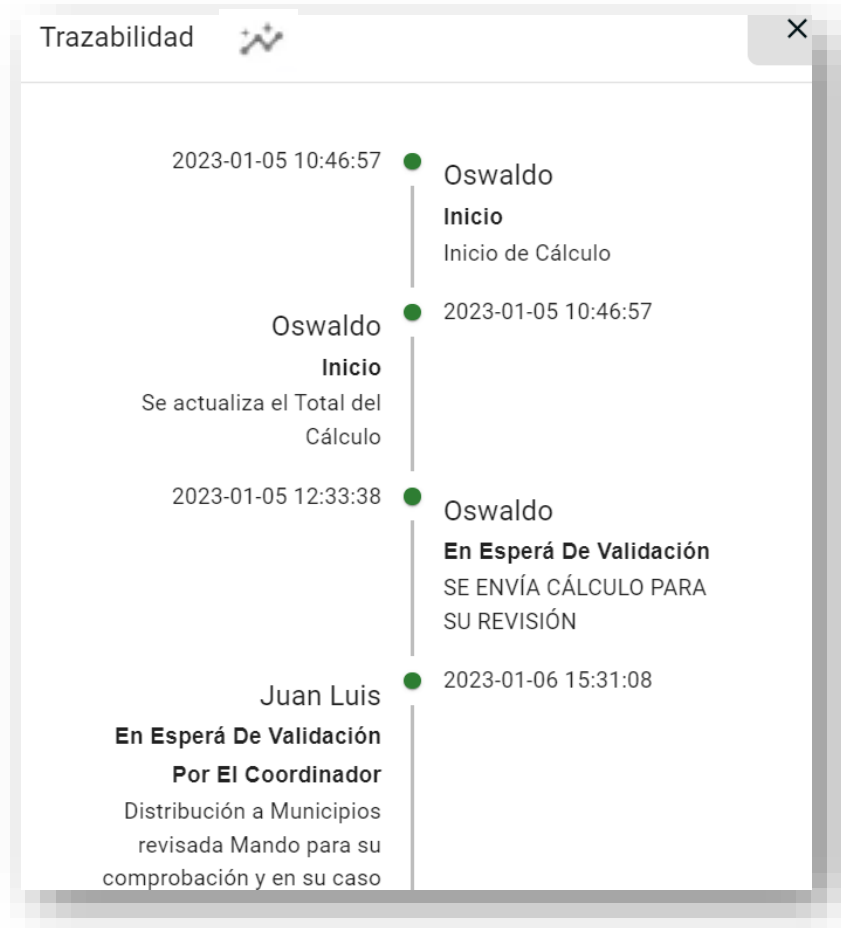 Trazabilidad
2023-01-05 10:46:57
Oswaldo
Inicio
Inicio de Cálculo
2023-01-05 10:46:57
Oswaldo
Inicio
Se actualiza el Total del
Cálculo
2023-01-05 12:33:38
Oswaldo
En Esperá De Validación
SE ENVÍA CÁLCULO PARA
SU REVISIÓN
2023-01-06 15:31:08
Juan Luis
En Esperá De Validación
Por El Coordinador
Distribución a Municipios
revisada Mando para su
comprobación y en su caso